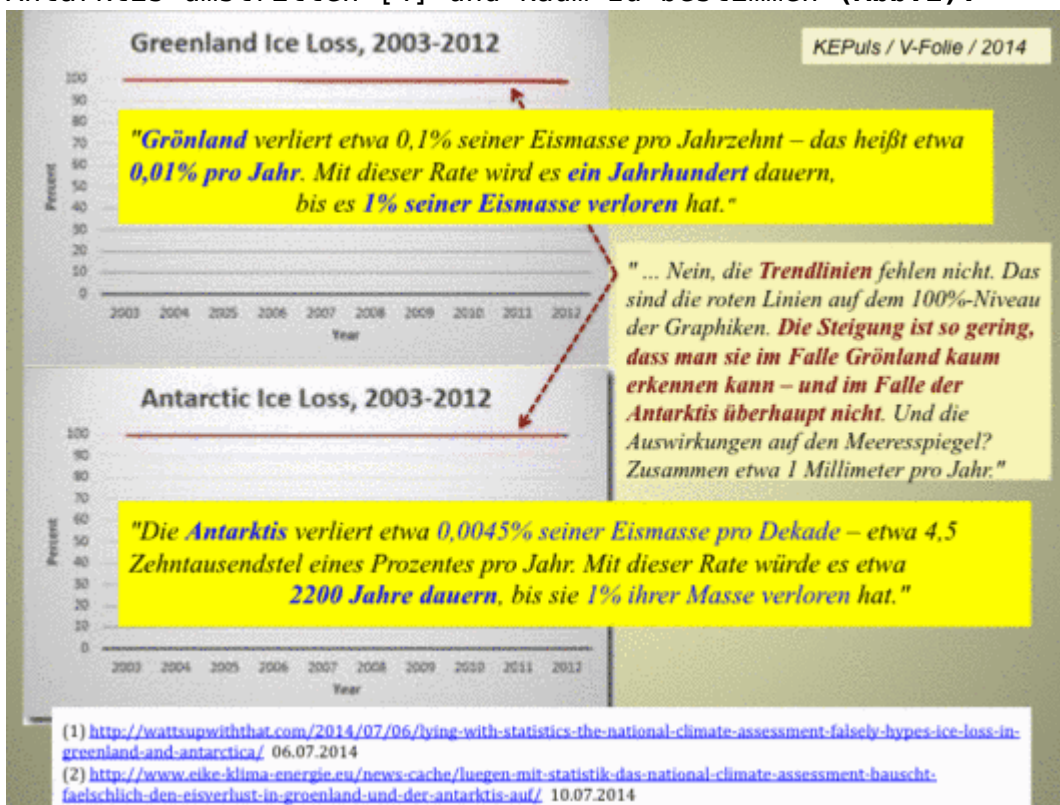 Greenland Ice Loss, 2003-2012
KEPuls / V-Folie / 2014
100
90
80
70
60
50
40
30
20
10
0
Percent
2003 2004 2005 2006 2007 2008 2009 2010 2011 2012
Year
"Grönland verliert etwa 0,1% seiner Eismasse pro Jahrzehnt – das heißt etwa
0,01% pro Jahr. Mit dieser Rate wird es ein Jahrhundert dauern,
bis es 1% seiner Eismasse verloren hat."
" ... Nein, die Trendlinien fehlen nicht. Das
sind die roten Linien auf dem 100%-Niveau
der Graphiken. Die Steigung ist so gering,
dass man sie im Falle Grönland kaum
erkennen kann – und im Falle der
Antarktis überhaupt nicht. Und die
Auswirkungen auf den Meeresspiegel?
Zusammen etwa 1 Millimeter pro Jahr."
Antarctic Ice Loss, 2003-2012
100
90
80
70
60
50
40
30
20
10
0
Percent
2003 2004 2005 2006 2007 2008 2009 2010 2011 2012
Year
"Die Antarktis verliert etwa 0,0045% seiner Eismasse pro Dekade – etwa 4,5
Zehntausendstel eines Prozentes pro Jahr. Mit dieser Rate würde es etwa
2200 Jahre dauern, bis sie 1% ihrer Masse verloren hat."
(1) http://wattsupwiththat.com/2014/07/06/lying-with-statistics-the-national-climate-assessment-falsely-hypes-ice-loss-in-
greenland-and-antarctica/ 06.07.2014
(2) http://www.eike-klima-energie.eu/news-cache/luegen-mit-statistik-das-national-climate-assessment-bauscht-
faelschlich-den-eisverlust-in-groenland-und-der-antarktis-auf/ 10.07.2014